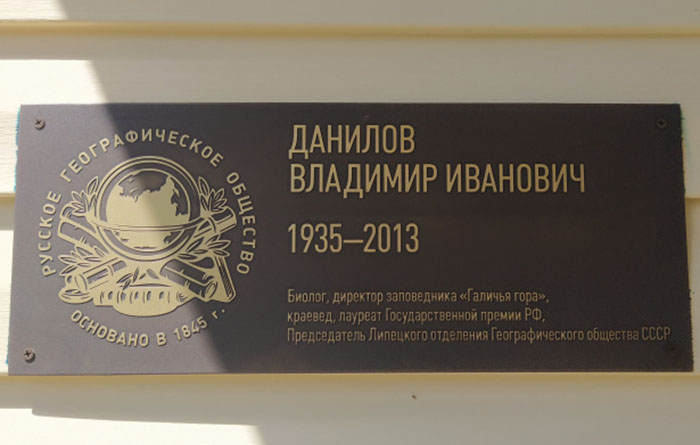 РУССКОЕ ГЕОГРАФИЧЕСКОЕ ОБЩЕСТВО
ОСНОВАНО В 1845 г.
ДАНИЛОВ
ВЛАДИМИР ИВАНОВИЧ
1935–2013
Биолог, директор заповедника «Галичья гора»,
краевед, лауреат Государственной премии РФ,
Председатель Липецкого отделения Географического общества СССР